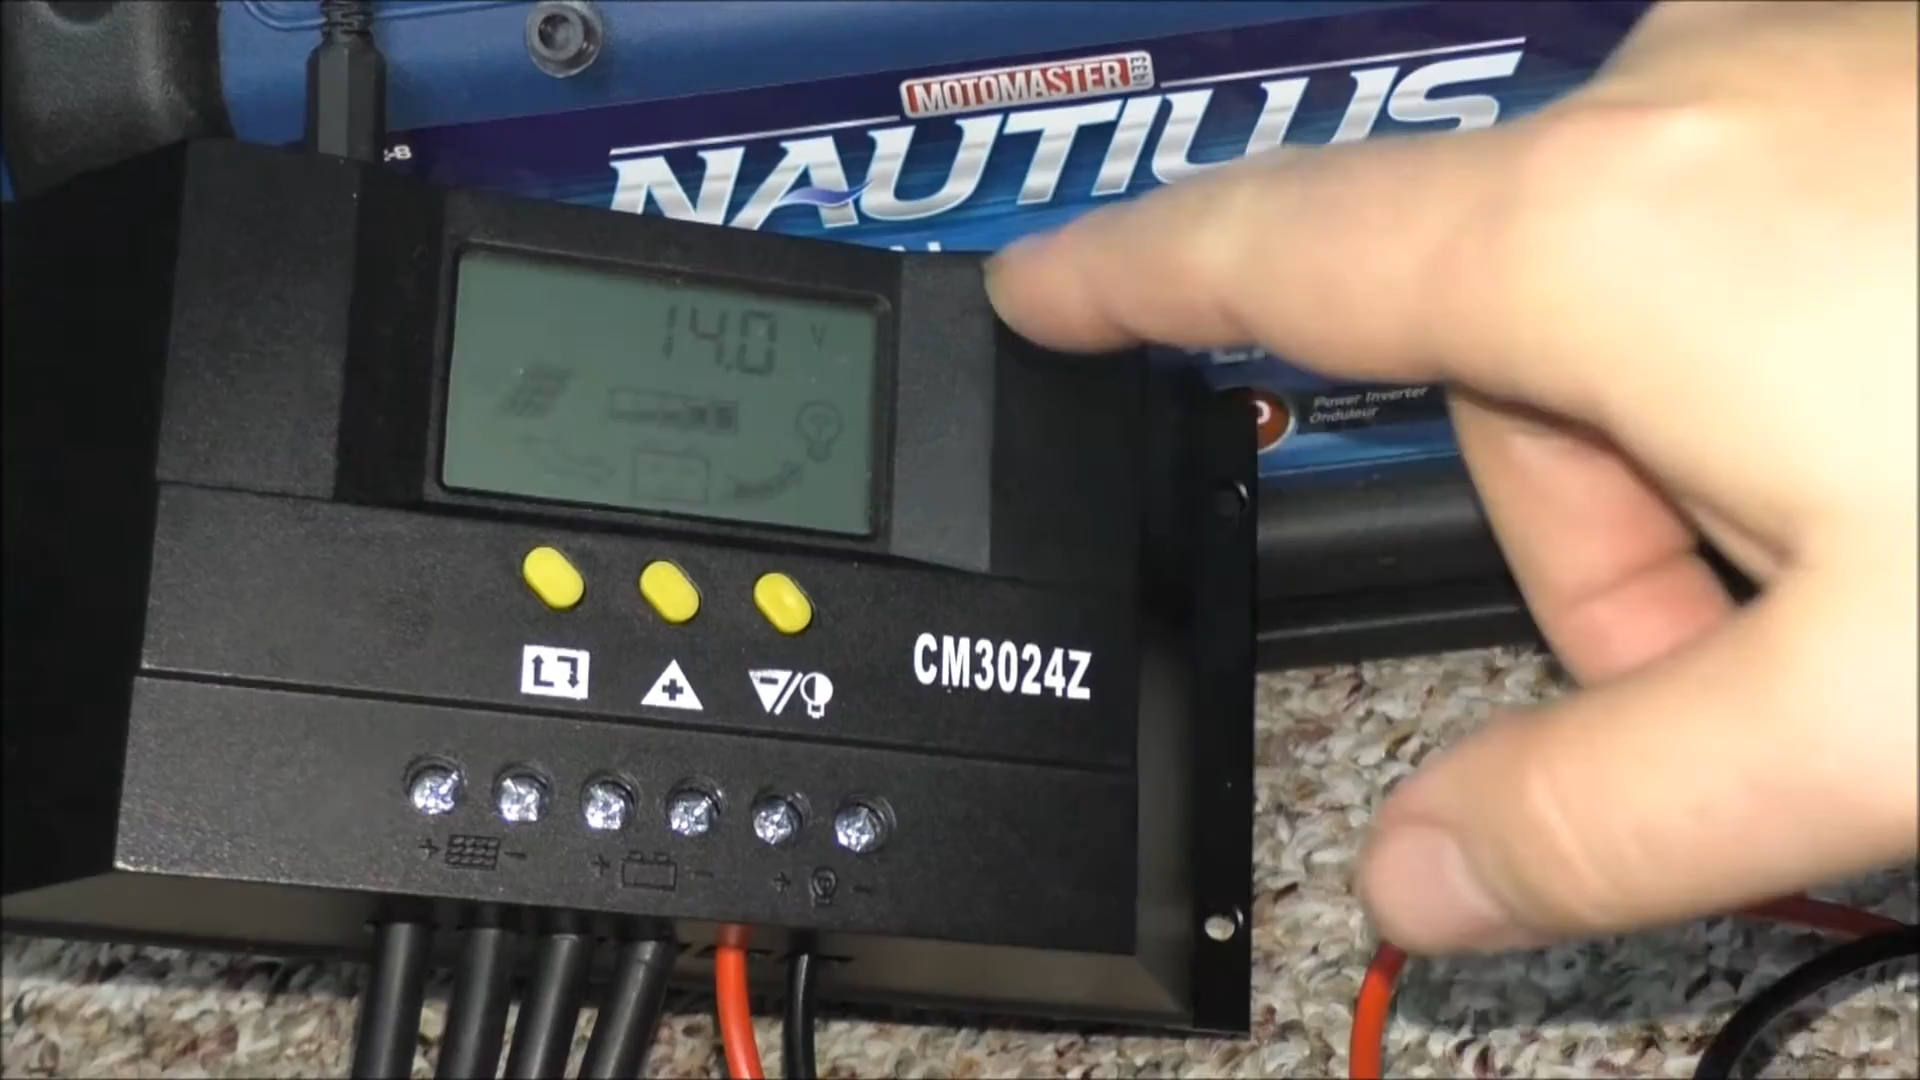 MOTOMASTER
NAUTILUS
-B
14.0 V
Power Inverter
Onduleur
CM3024Z